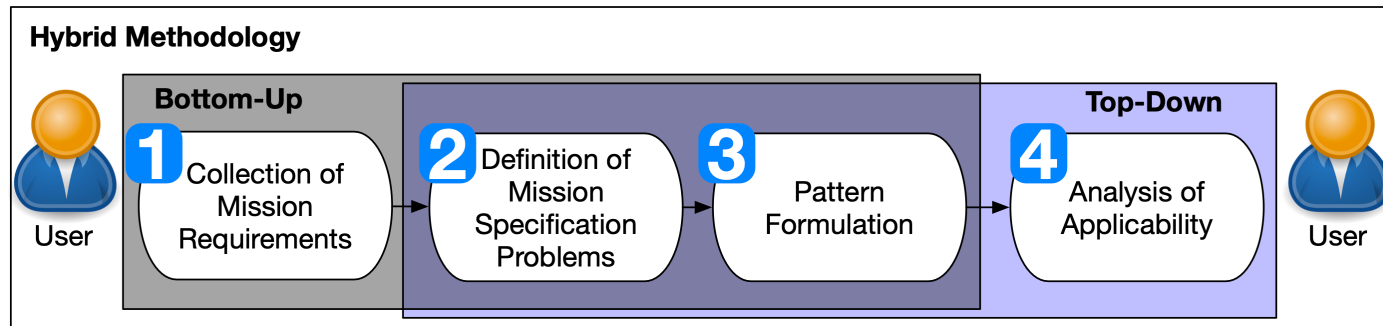 Hybrid Methodology
Bottom-Up
Top-Down
User
1
Collection of
Mission
Requirements
2
Definition of
Mission
Specification
Problems
3
Pattern
Formulation
4
Analysis of
Applicability
User